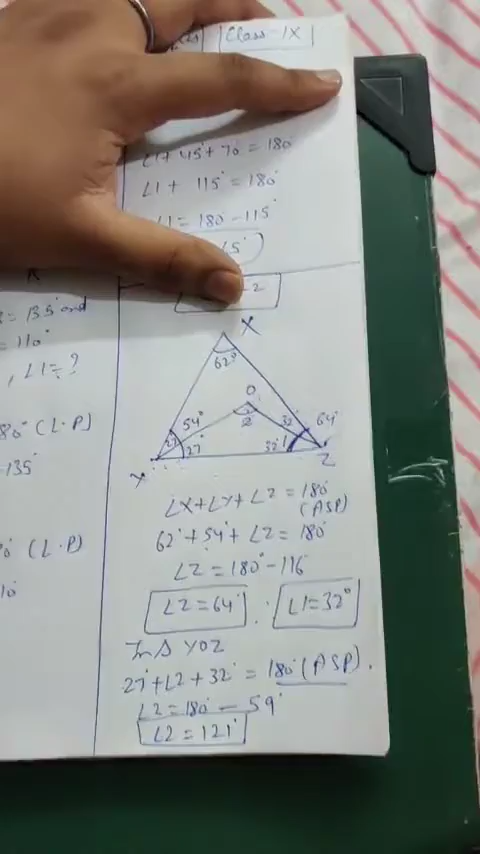 Class-IX
∠1 + 45° + 70° = 180°
∠1 + 115° = 180°
∠1 = 180° - 115°
R
= 135° and
= 110°
, ∠1 = ?
80° (L.P)
-135°
0° (L.P)
10
2
X
62°
O
54°
2
32°
64°
27°
27°
32°
1
Y
Z
∠X+∠Y+∠Z = 180°
(ASP)
62° + 54° + ∠Z = 180°
∠Z = 180° - 116°
∠Z = 64° ∴ ∠1 = 32°
In Δ YOZ
27° + ∠2 + 32° = 180° (ASP).
∠2 = 180° - 59°
∠2 = 121°